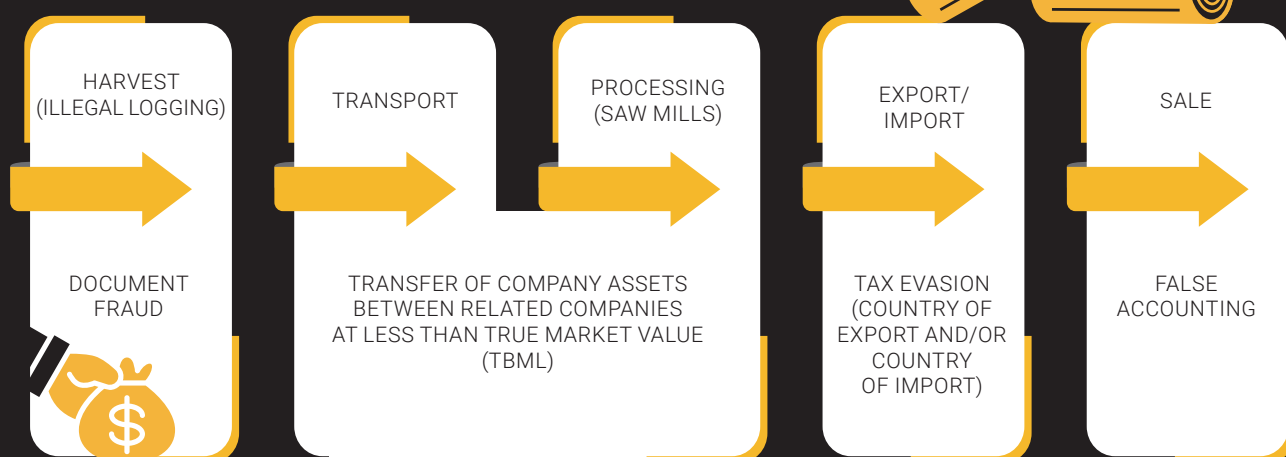 HARVEST
(ILLEGAL LOGGING)
DOCUMENT
FRAUD
$
TRANSPORT
PROCESSING
(SAW MILLS)
TRANSFER OF COMPANY ASSETS
BETWEEN RELATED COMPANIES
AT LESS THAN TRUE MARKET VALUE
(TBML)
EXPORT/
IMPORT
TAX EVASION
(COUNTRY OF
EXPORT AND/OR
COUNTRY
OF IMPORT)
SALE
FALSE
ACCOUNTING